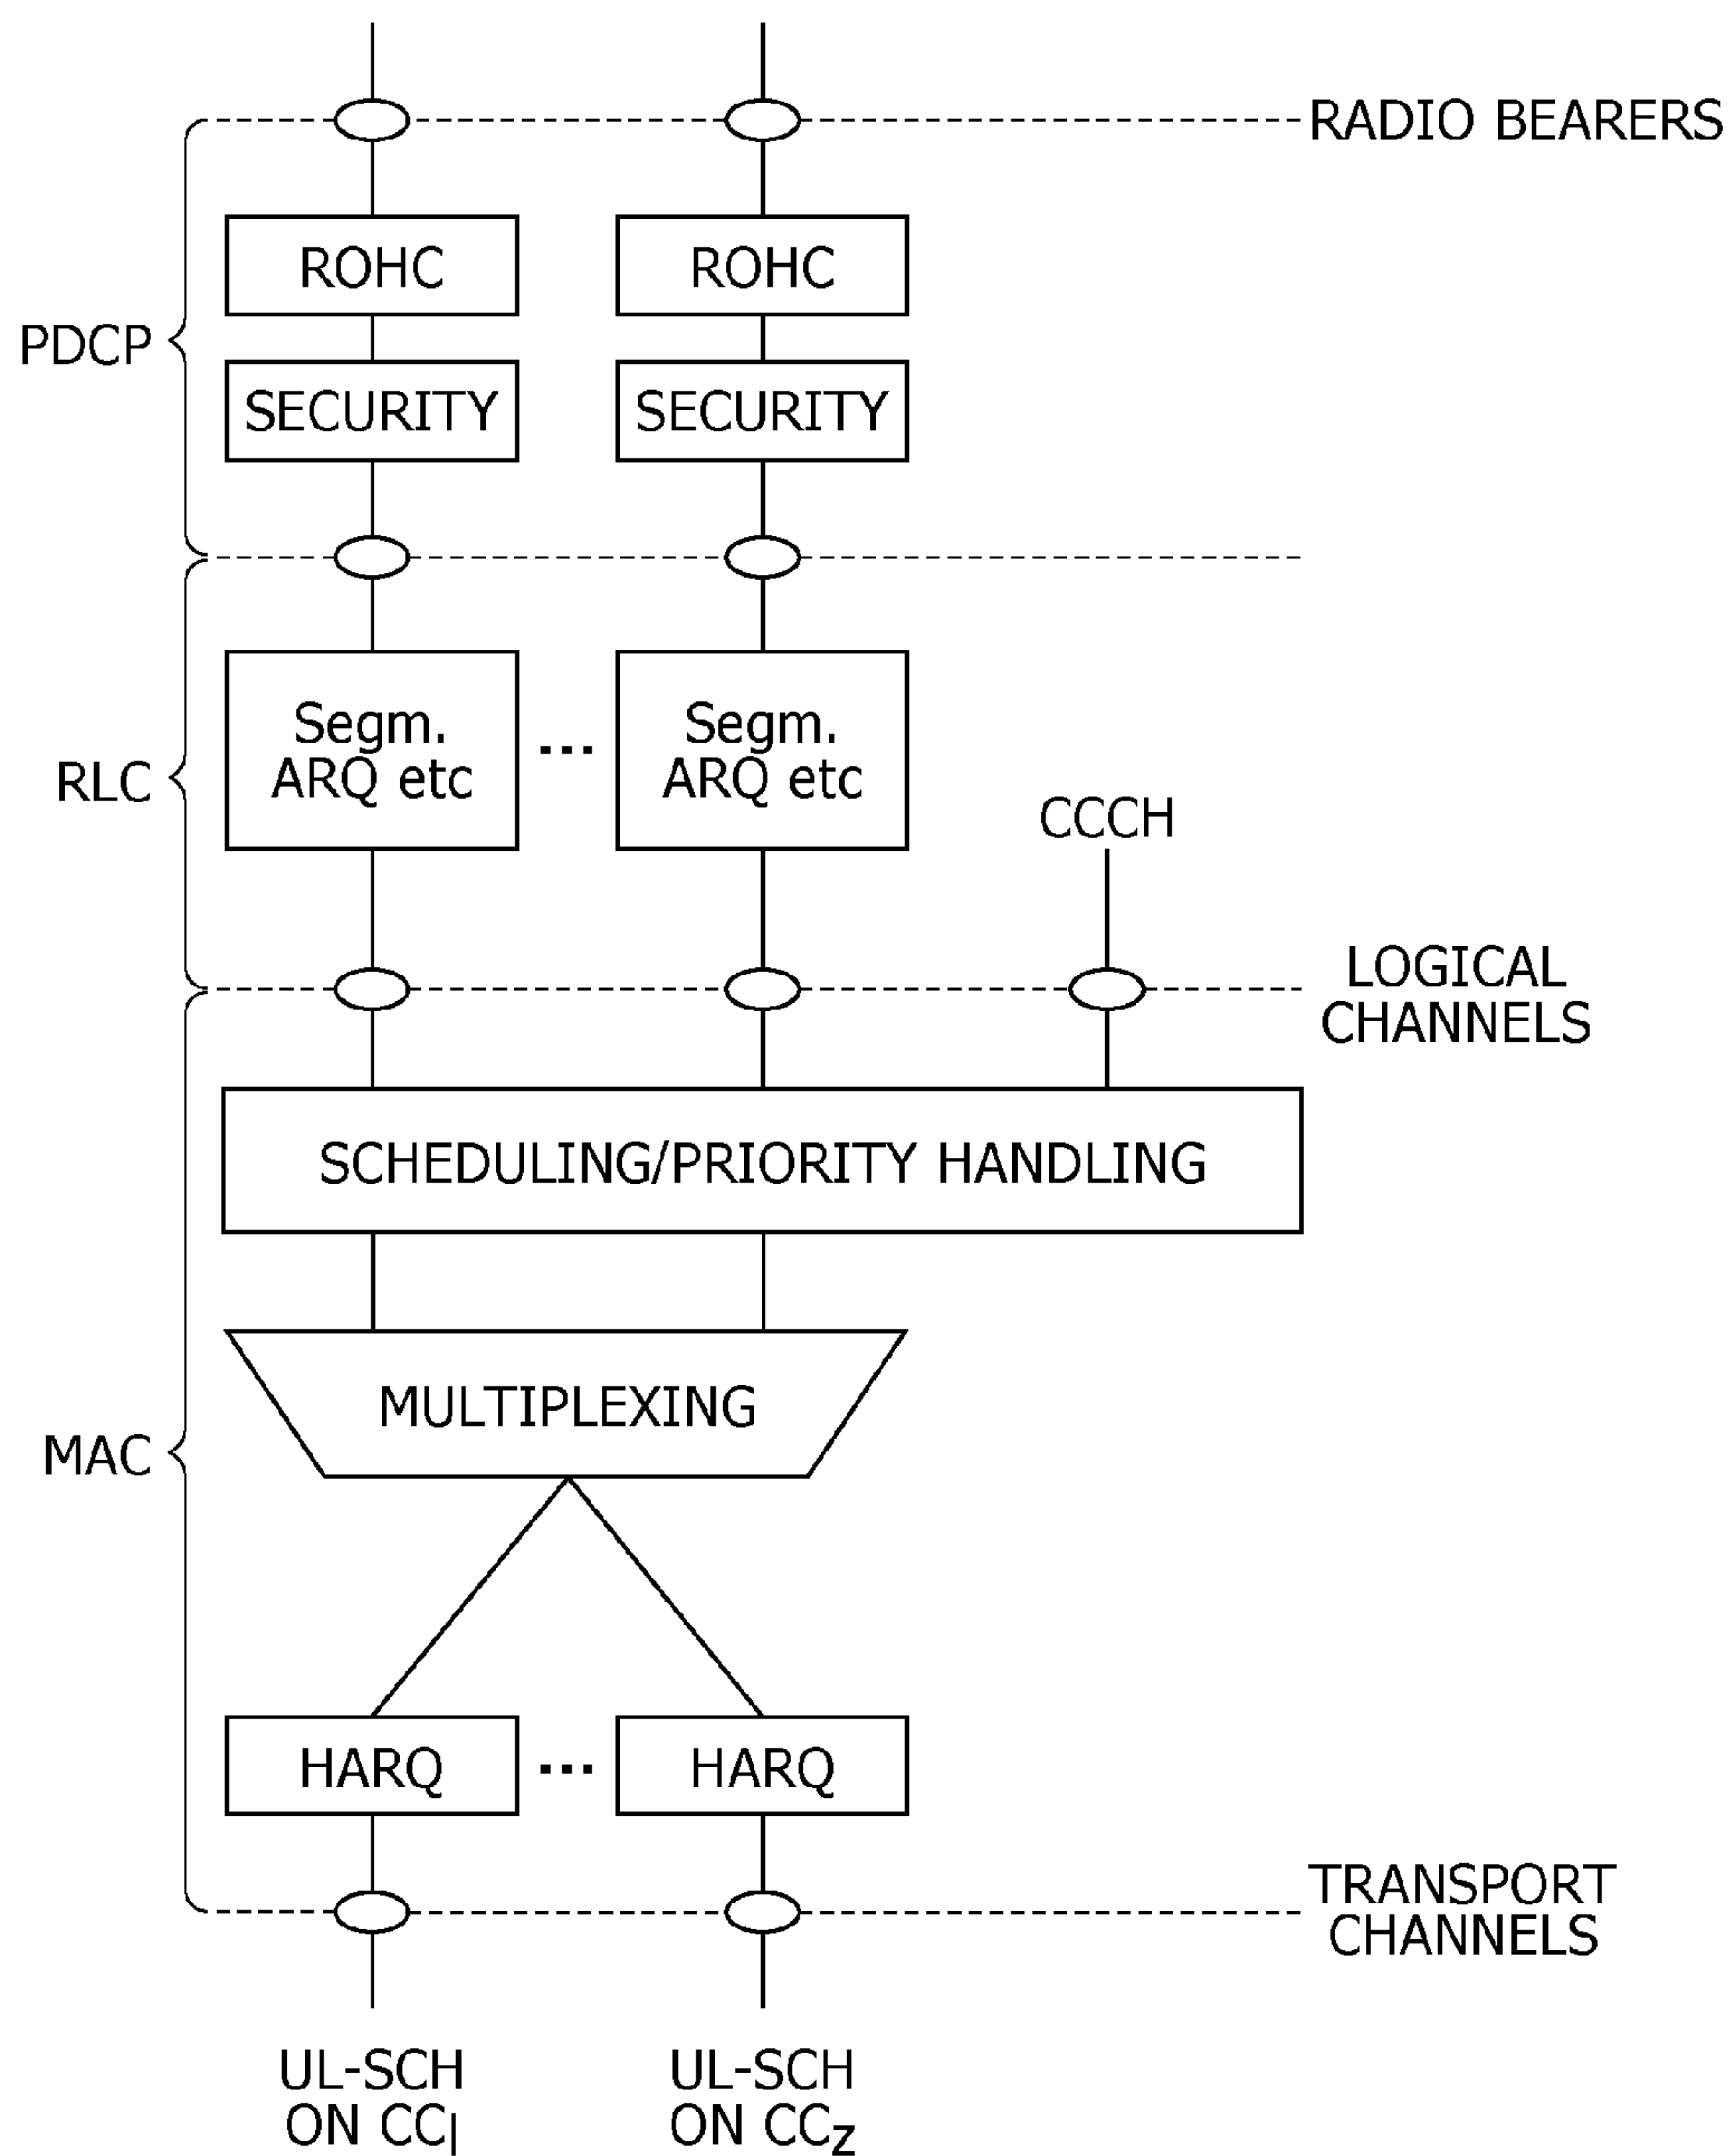 RADIO BEARERS
ROHC
ROHC
PDCP
SECURITY
SECURITY
Segm.
ARQ etc
...
Segm.
ARQ etc
RLC
CCCH
LOGICAL
CHANNELS
SCHEDULING/PRIORITY HANDLING
MULTIPLEXING
MAC
HARQ
...
HARQ
TRANSPORT
CHANNELS
UL-SCH
ON CCl
UL-SCH
ON CCz